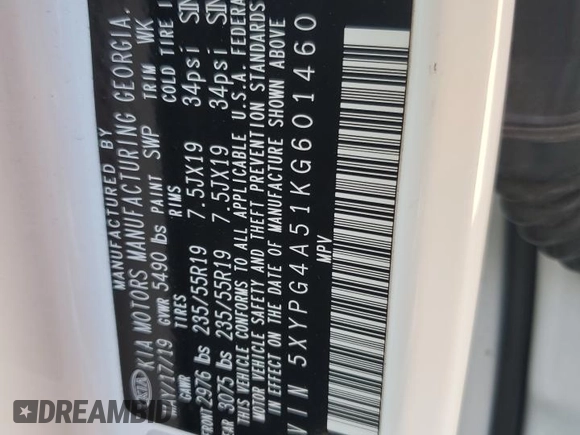 MANUFACTURED BY
KIA MOTORS MANUFACTURING GEORGIA.
/17/19 GVWR 5490 lbs PAINT SWP TRIM WK
GAWR TIRES RIMS COLD TIRE
FRONT 2976 lbs 235/55R19 7.5JX19 34psi SIN
REAR 3075 lbs 235/55R19 7.5JX19 34psi SIN
THIS VEHICLE CONFORMS TO ALL APPLICABLE U.S.A. FEDERA
MOTOR VEHICLE SAFETY AND THEFT PREVENTION STANDARDS
IN EFFECT ON THE DATE OF MANUFACTURE SHOWN ABOVE
VIN 5XYPG4A51KG601460
MPV
DREAMBID